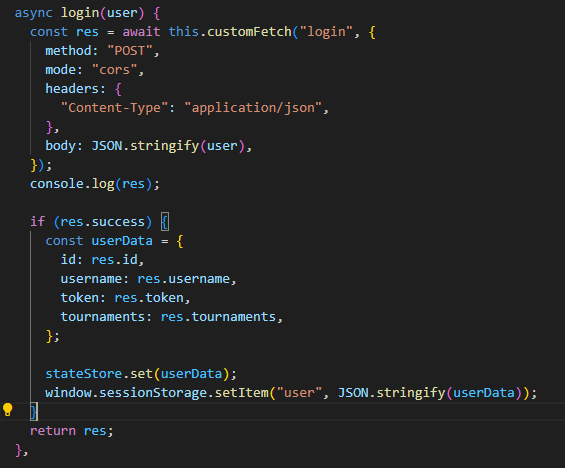 async login(user) {
const res = await this.customFetch("login", {
method: "POST",
mode: "cors",
headers: {
"Content-Type": "application/json",
},
body: JSON.stringify(user),
});
console.log(res);
if (res.success) {
const userData = {
id: res.id,
username: res.username,
token: res.token,
tournaments: res.tournaments,
};
stateStore.set(userData);
window.sessionStorage.setItem("user", JSON.stringify(userData));
}
return res;
},